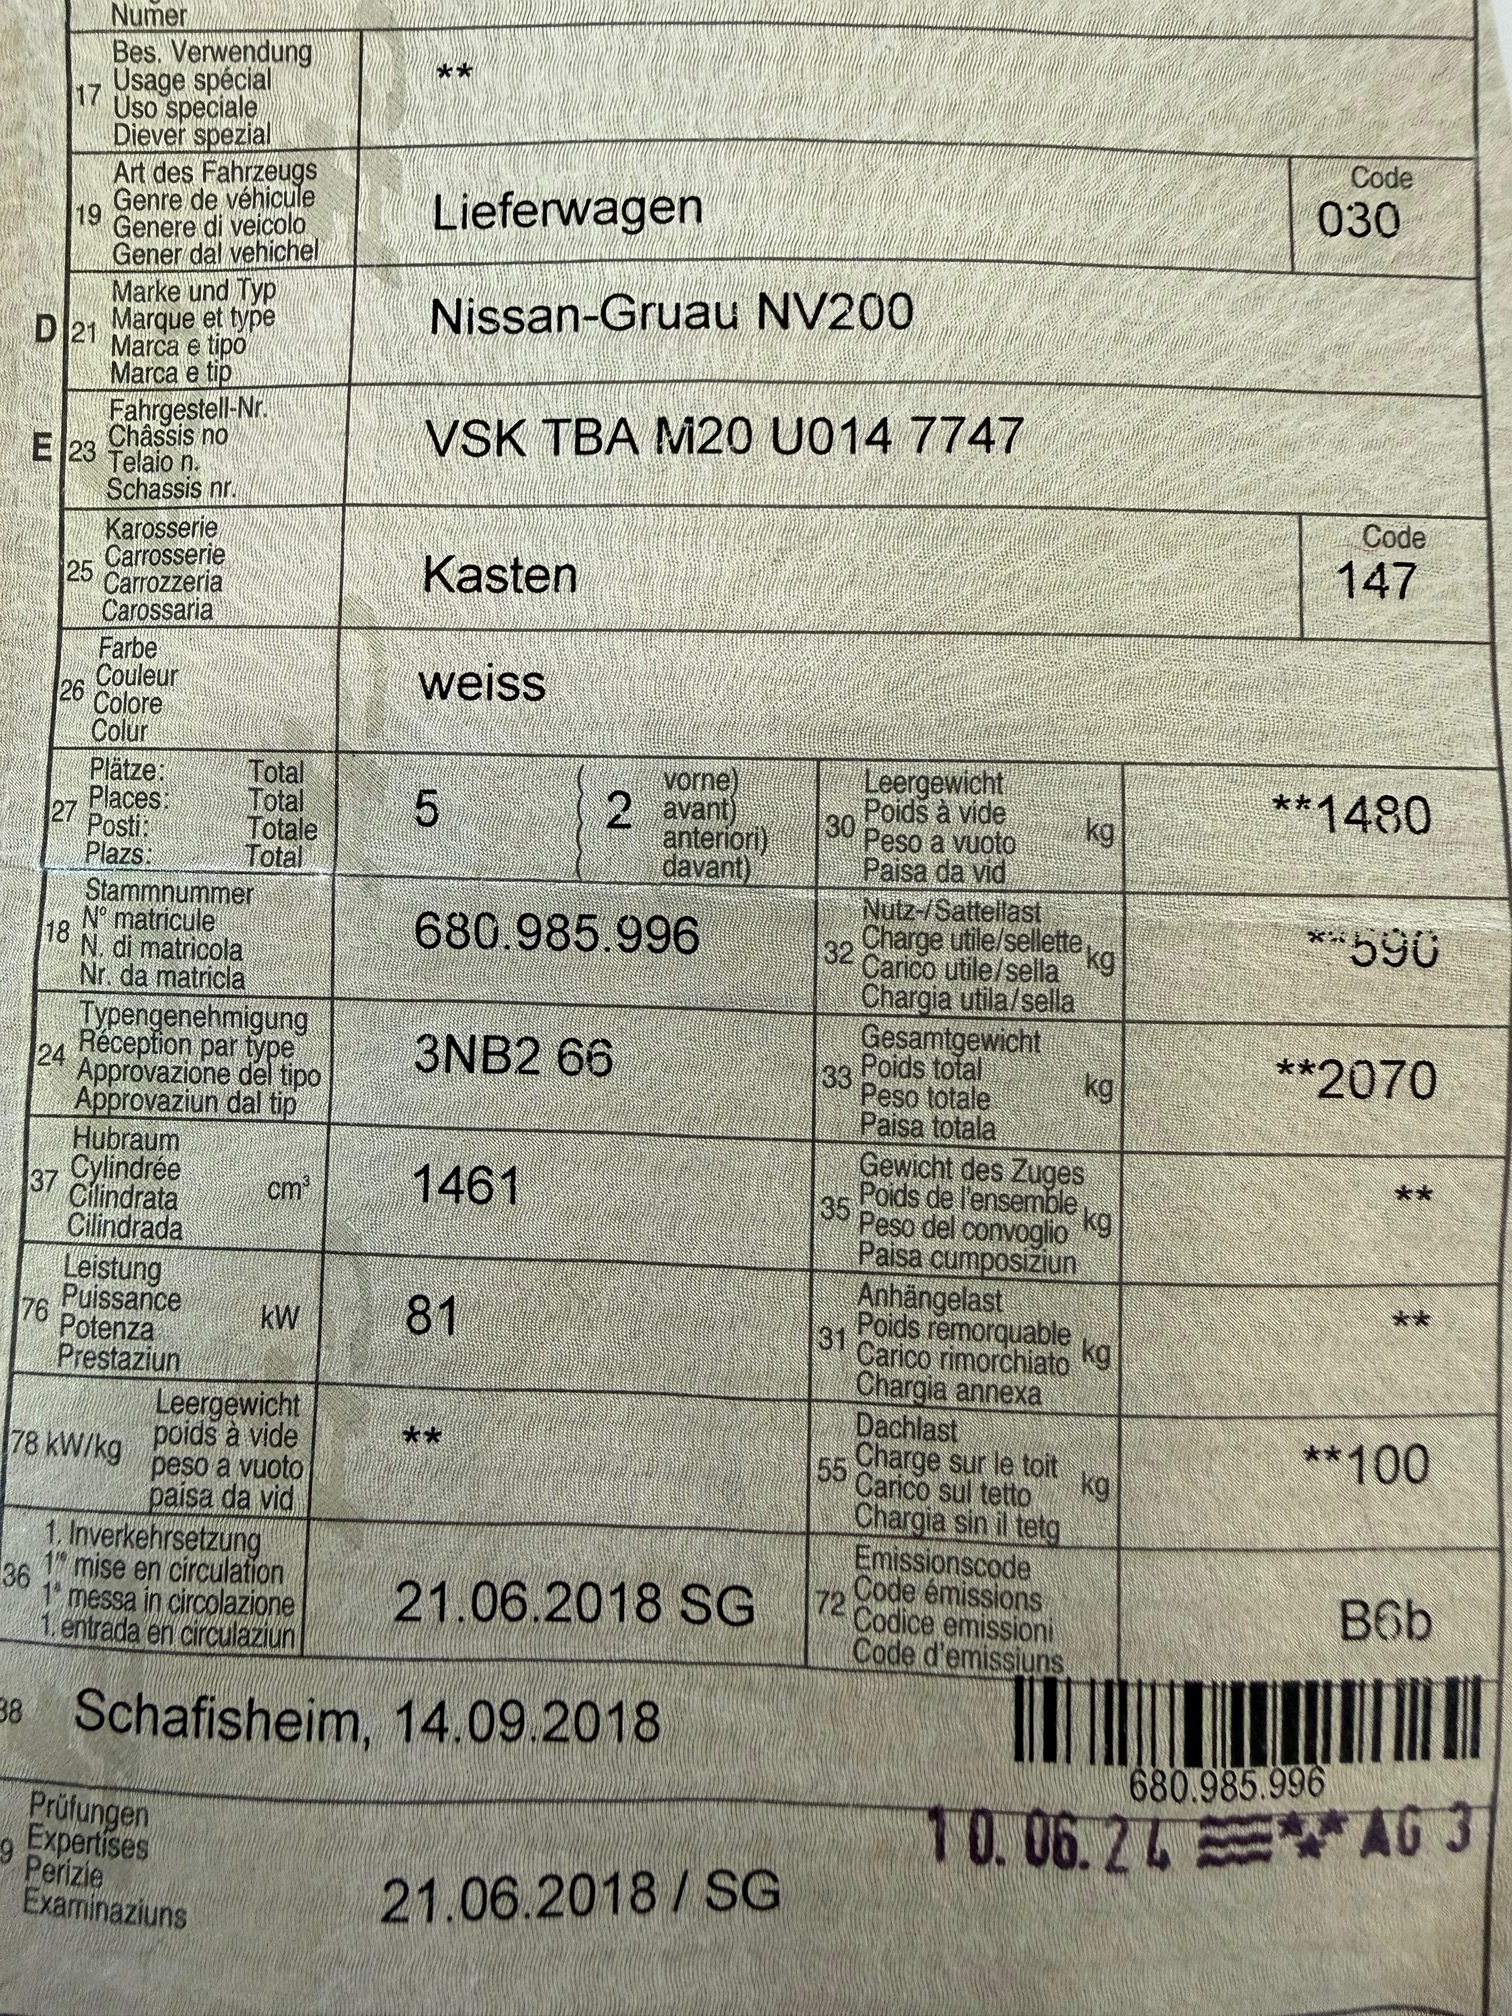 Numer
17 Bes. Verwendung
Usage spécial
Uso speciale
Diever spezial
**
19 Art des Fahrzeugs
Genre de véhicule
Genere di veicolo
Gener dal vehichel
Lieferwagen
Code
030
D 21 Marke und Typ
Marque et type
Marca e tipo
Marca e tip
Nissan-Gruau NV200
E 23 Fahrgestell-Nr.
Châssis no
Telaio n.
Schassis nr.
VSK TBA M20 U014 7747
25 Karosserie
Carrosserie
Carrozzeria
Carossaria
Kasten
Code
147
26 Farbe
Couleur
Colore
Colur
weiss
27 Plätze: Total
Places: Total
Posti: Totale
Plazs: Total
5 ( 2 vorne)
avant)
anteriori)
davant)
30 Leergewicht
Poids à vide
Peso a vuoto
Paisa da vid
kg **1480
18 Stammnummer
N° matricule
N. di matricola
Nr. da matricla
680.985.996
32 Nutz-/Sattellast
Charge utile/sellette
Carico utile/sella
Chargia utila/sella
kg **590
24 Typengenehmigung
Réception par type
Approvazione del tipo
Approvaziun dal tip
3NB2 66
33 Gesamtgewicht
Poids total
Peso totale
Paisa totala
kg **2070
37 Hubraum
Cylindrée
Cilindrata
Cilindrada
cm³ 1461
35 Gewicht des Zuges
Poids de l'ensemble
Peso del convoglio
Paisa cumposiziun
kg **
76 Leistung
Puissance
Potenza
Prestaziun
kW 81
31 Anhängelast
Poids remorquable
Carico rimorchiato
Chargia annexa
kg **
78 kW/kg Leergewicht
poids à vide
peso a vuoto
paisa da vid
**
55 Dachlast
Charge sur le toit
Carico sul tetto
Chargia sin il tetg
kg **100
36 1. Inverkehrsetzung
1re mise en circulation
1a messa in circolazione
1. entrada en circulaziun
21.06.2018 SG
72 Emissionscode
Code émissions
Codice emissioni
Code d'emissiuns
B6b
38 Schafisheim, 14.09.2018
680.985.996
9 Prüfungen
Expertises
Perizie
Examinaziuns
10. 06. 24 AG 3
21.06.2018 / SG